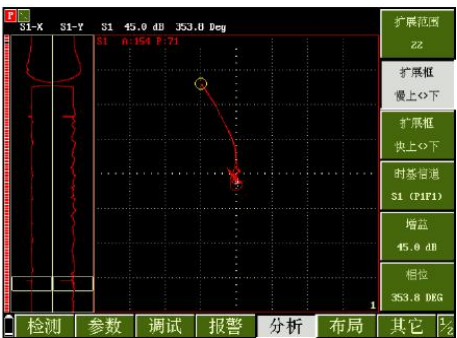 P
S1-X S1-Y S1 45.0 dB 353.8 Deg
S1 A:154 P:71
扩展范围
22
扩展框
慢上<>下
扩展框
快上<>下
时基信道
S1 (P1F1)
增益
45.0 dB
相位
353.8 DEG
1
检测 参数 调试 报警 分析 布局 其它 1/2